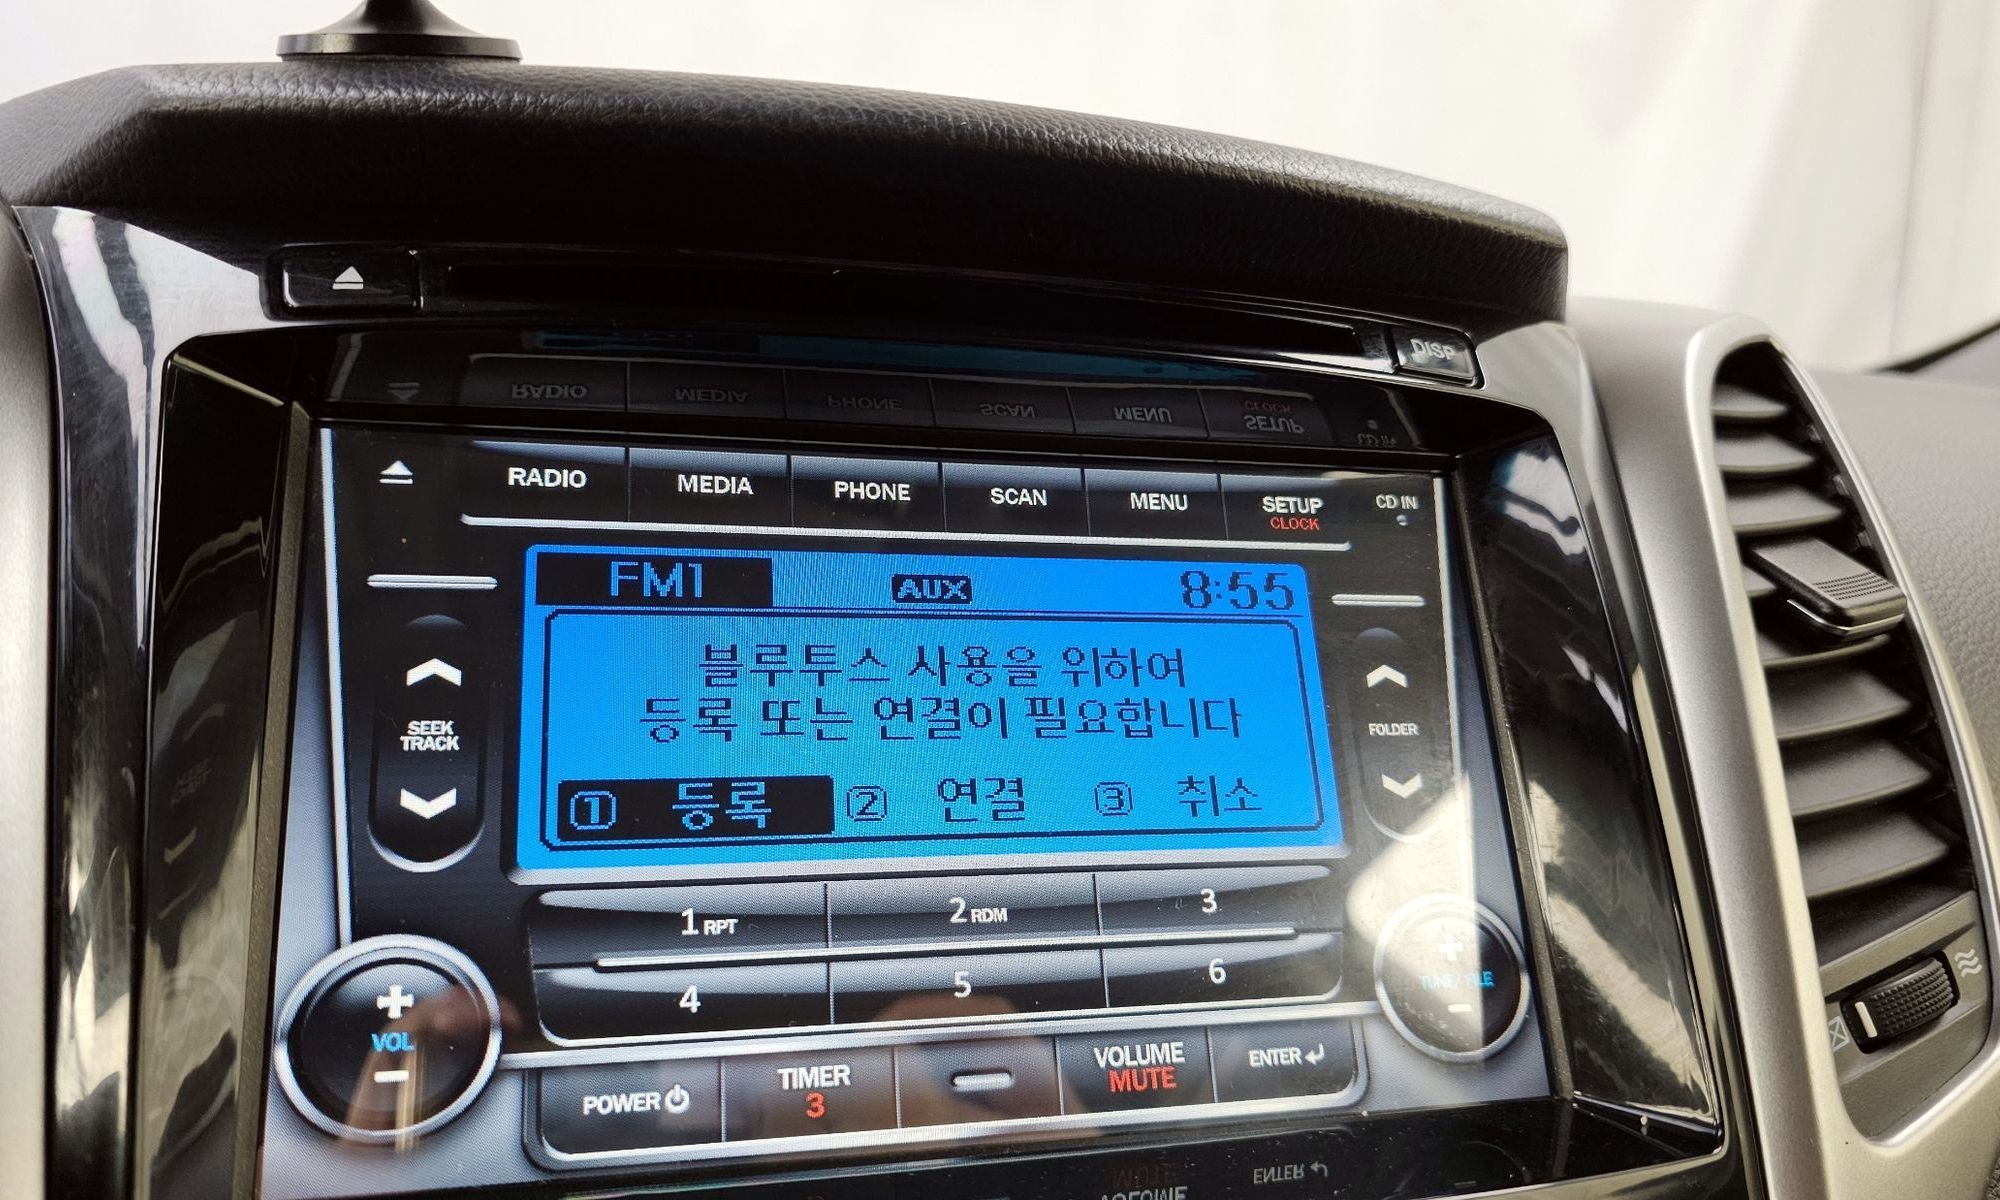 DISP
RADIO MEDIA PHONE SCAN MENU SETUP CD IN
CLOCK
FM1 AUX 8:55
블루투스 사용을 위하여
등록 또는 연결이 필요합니다
① 등록 ② 연결 ③ 취소
SEEK
TRACK
FOLDER
1 RPT 2 RDM 3
4 5 6
VOL
TUNE/ FILE
POWER TIMER VOLUME ENTER
3 MUTE